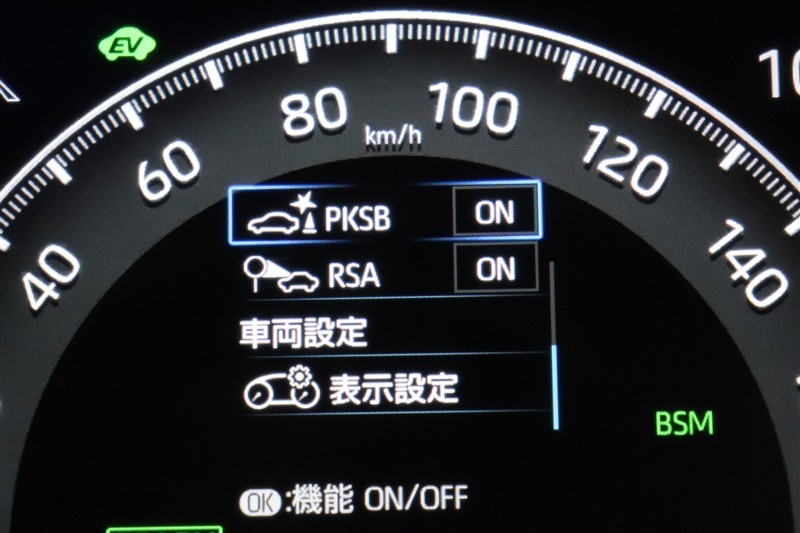 EV
40
60
80
100
120
140
km/h
PKSB ON
RSA ON
車両設定
表示設定
BSM
OK:機能 ON/OFF